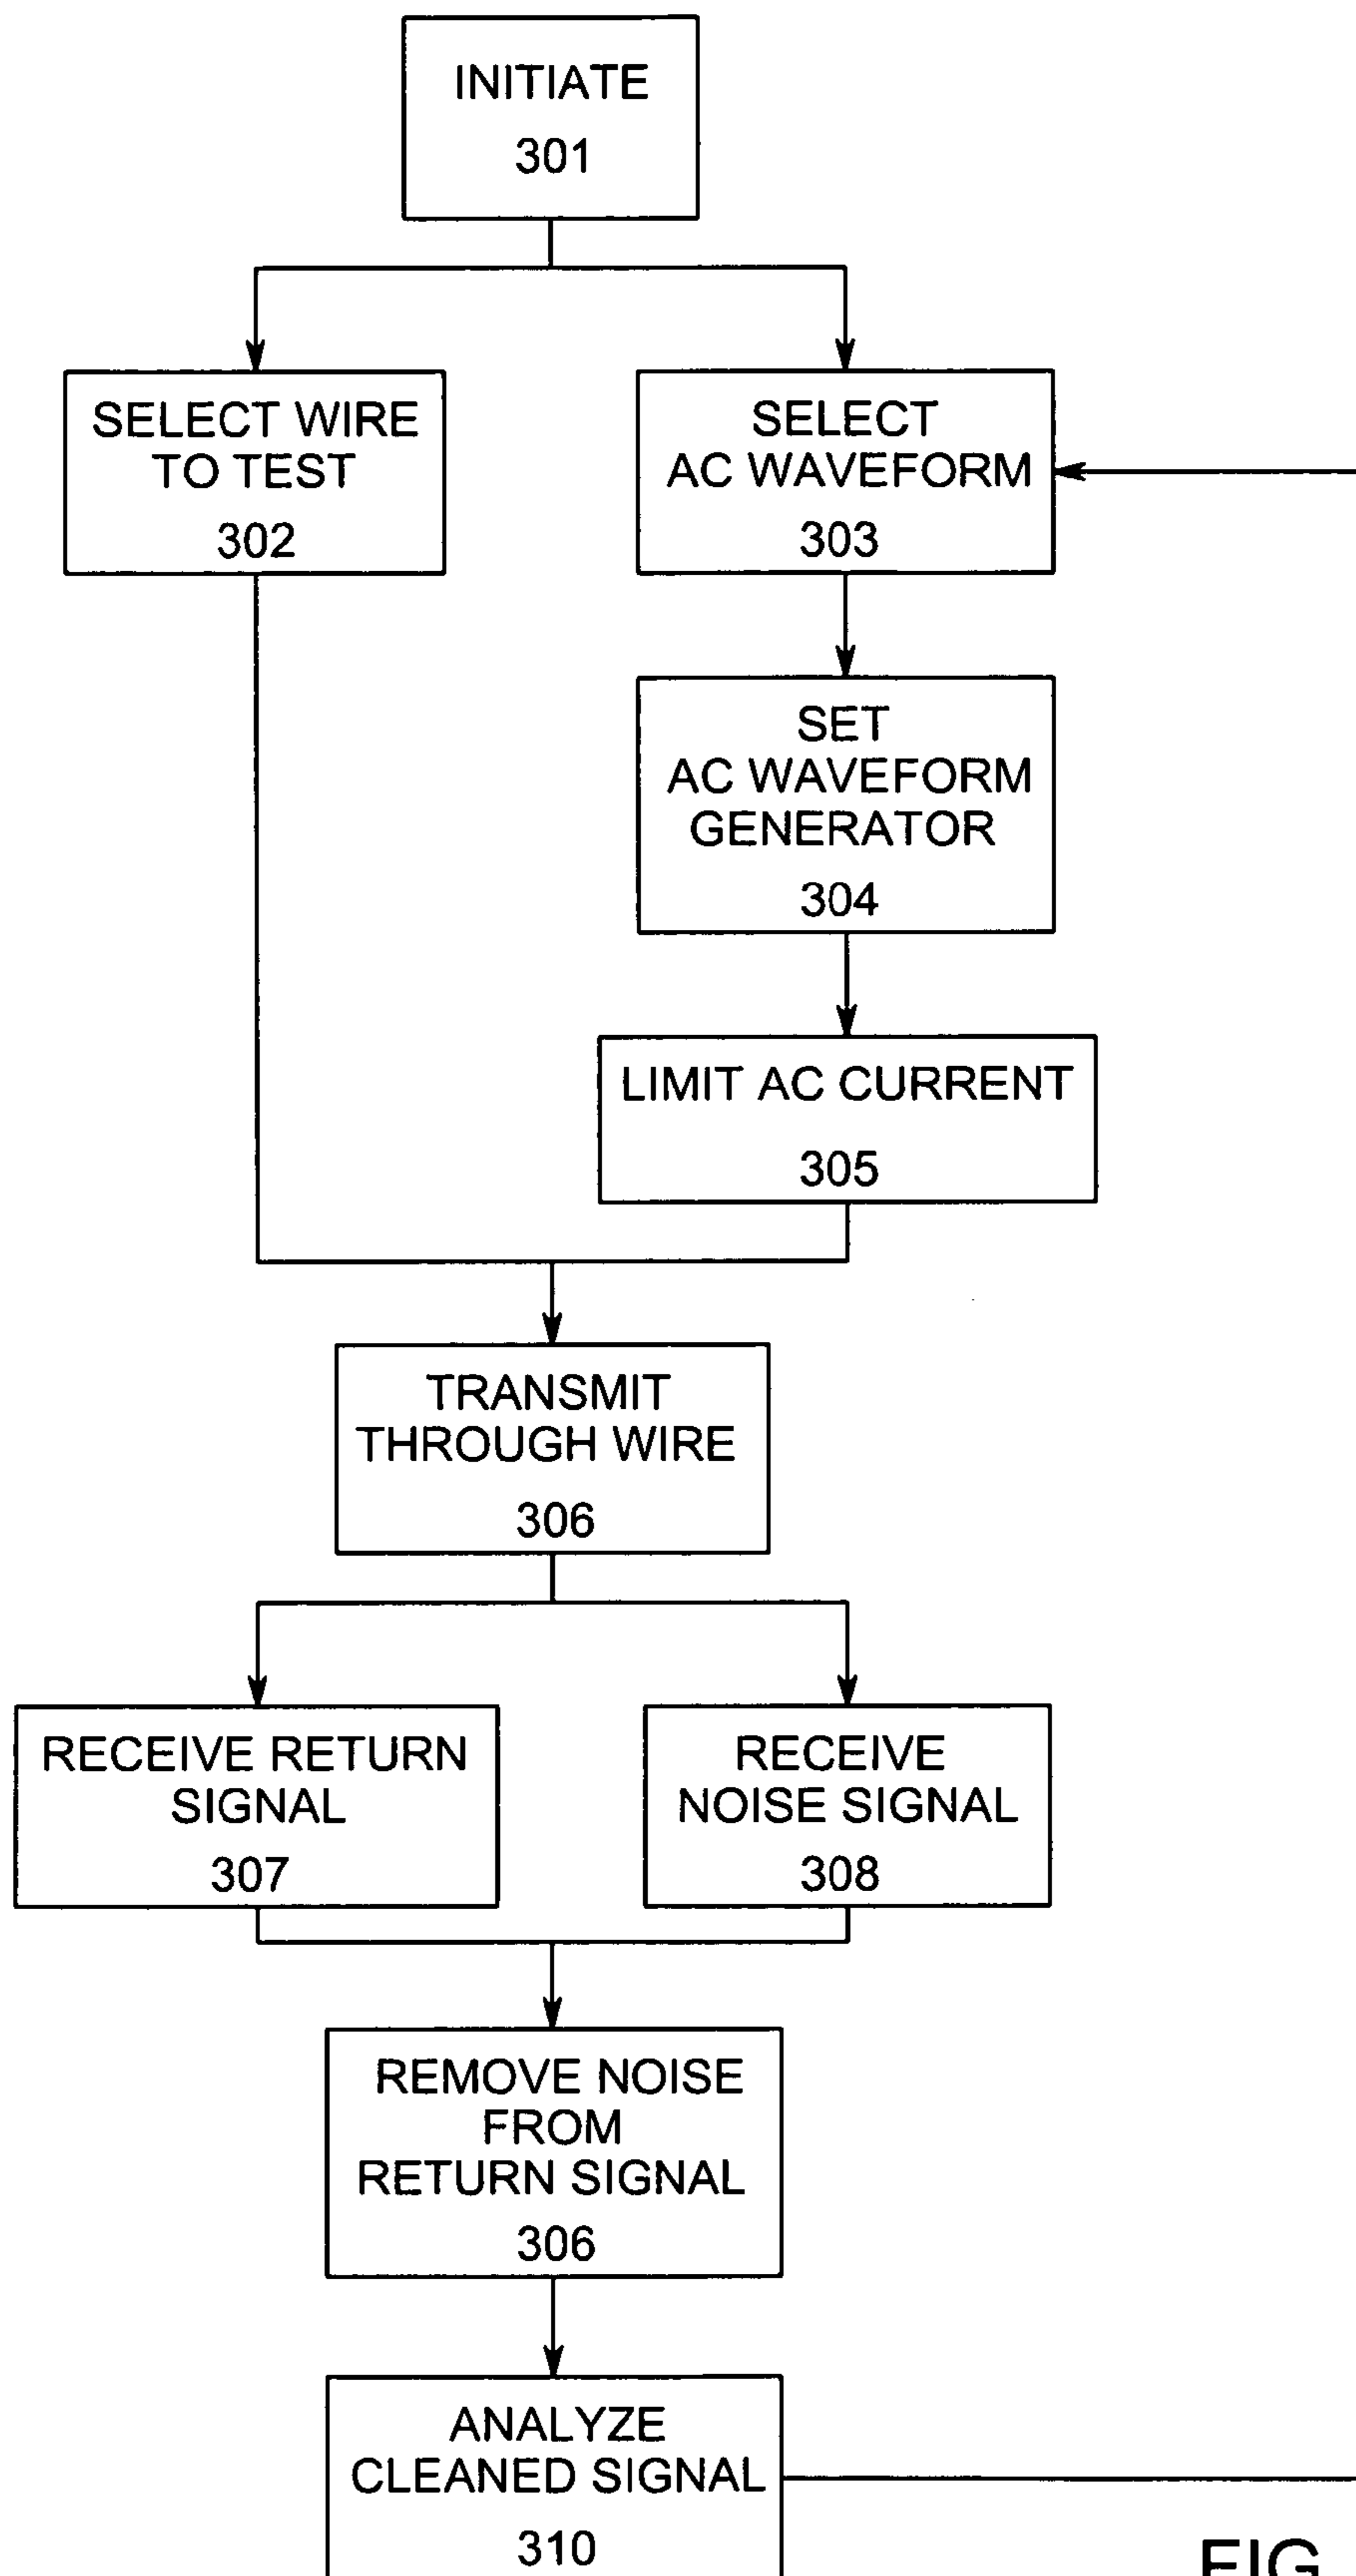 INITIATE
301
SELECT WIRE
TO TEST
302
SELECT
AC WAVEFORM
303
SET
AC WAVEFORM
GENERATOR
304
LIMIT AC CURRENT
305
TRANSMIT
THROUGH WIRE
306
RECEIVE RETURN
SIGNAL
307
RECEIVE
NOISE SIGNAL
308
REMOVE NOISE
FROM
RETURN SIGNAL
306
ANALYZE
CLEANED SIGNAL
310
FIG